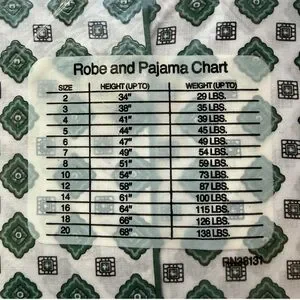 Robe and Pajama Chart
SIZE HEIGHT (UP TO) WEIGHT (UP TO)
2 34" 29 LBS.
3 38" 35 LBS.
4 41" 39 LBS.
5 44" 45 LBS.
6 47" 49 LBS.
7 49" 54 LBS.
8 51" 59 LBS.
10 54" 73 LBS.
12 58" 87 LBS.
14 61" 100 LBS.
16 64" 115 LBS.
18 66" 126 LBS.
20 68" 138 LBS.
RN38131